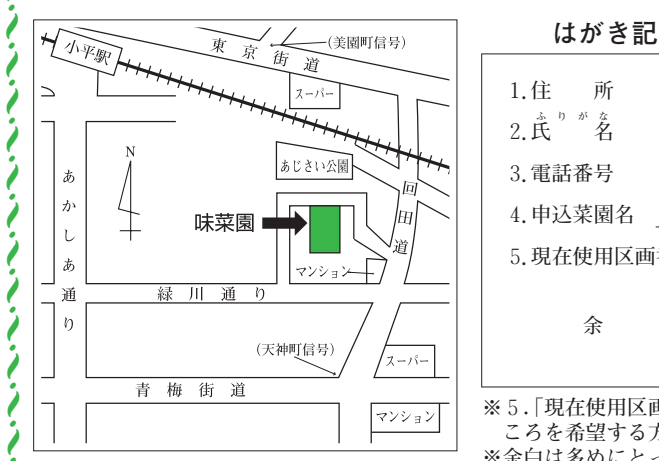 小平駅
東京街道
(美園町信号)
スーパー
N
あじさい公園
味菜園
マンション
回田道
あかしあ通り
緑川通り
(天神町信号)
スーパー
青梅街道
マンション
はがき記
1.住　所
ふりがな
2.氏　名
3.電話番号
4.申込菜園名
5.現在使用区画
余
※5.「現在使用区画
ころを希望する方
※余白は多めにとっ